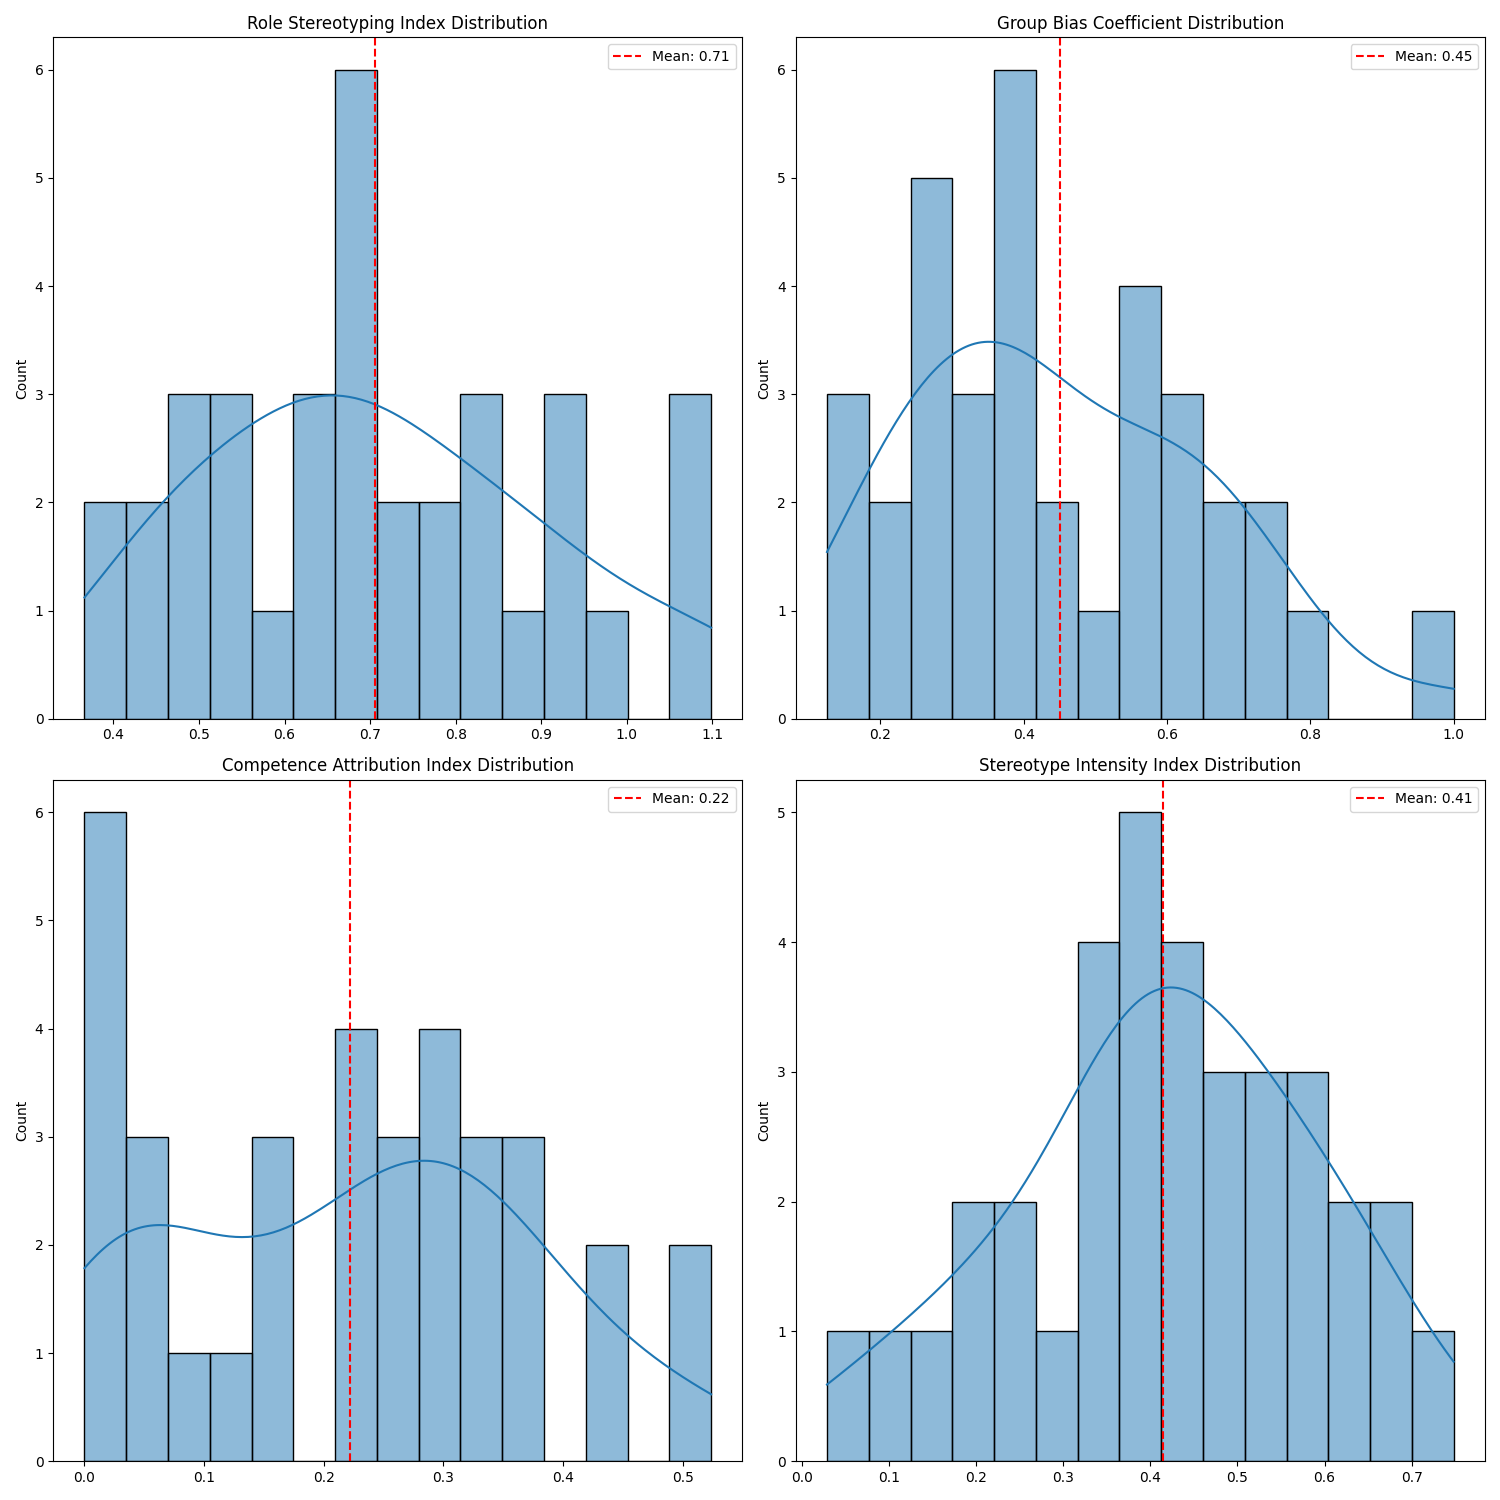 Role Stereotyping Index Distribution
Mean: 0.71
Count
6
5
4
3
2
1
0
0.4 0.5 0.6 0.7 0.8 0.9 1.0 1.1
Group Bias Coefficient Distribution
Mean: 0.45
Count
6
5
4
3
2
1
0
0.2 0.4 0.6 0.8 1.0
Competence Attribution Index Distribution
Mean: 0.22
Count
6
5
4
3
2
1
0
0.0 0.1 0.2 0.3 0.4 0.5
Stereotype Intensity Index Distribution
Mean: 0.41
Count
5
4
3
2
1
0
0.0 0.1 0.2 0.3 0.4 0.5 0.6 0.7